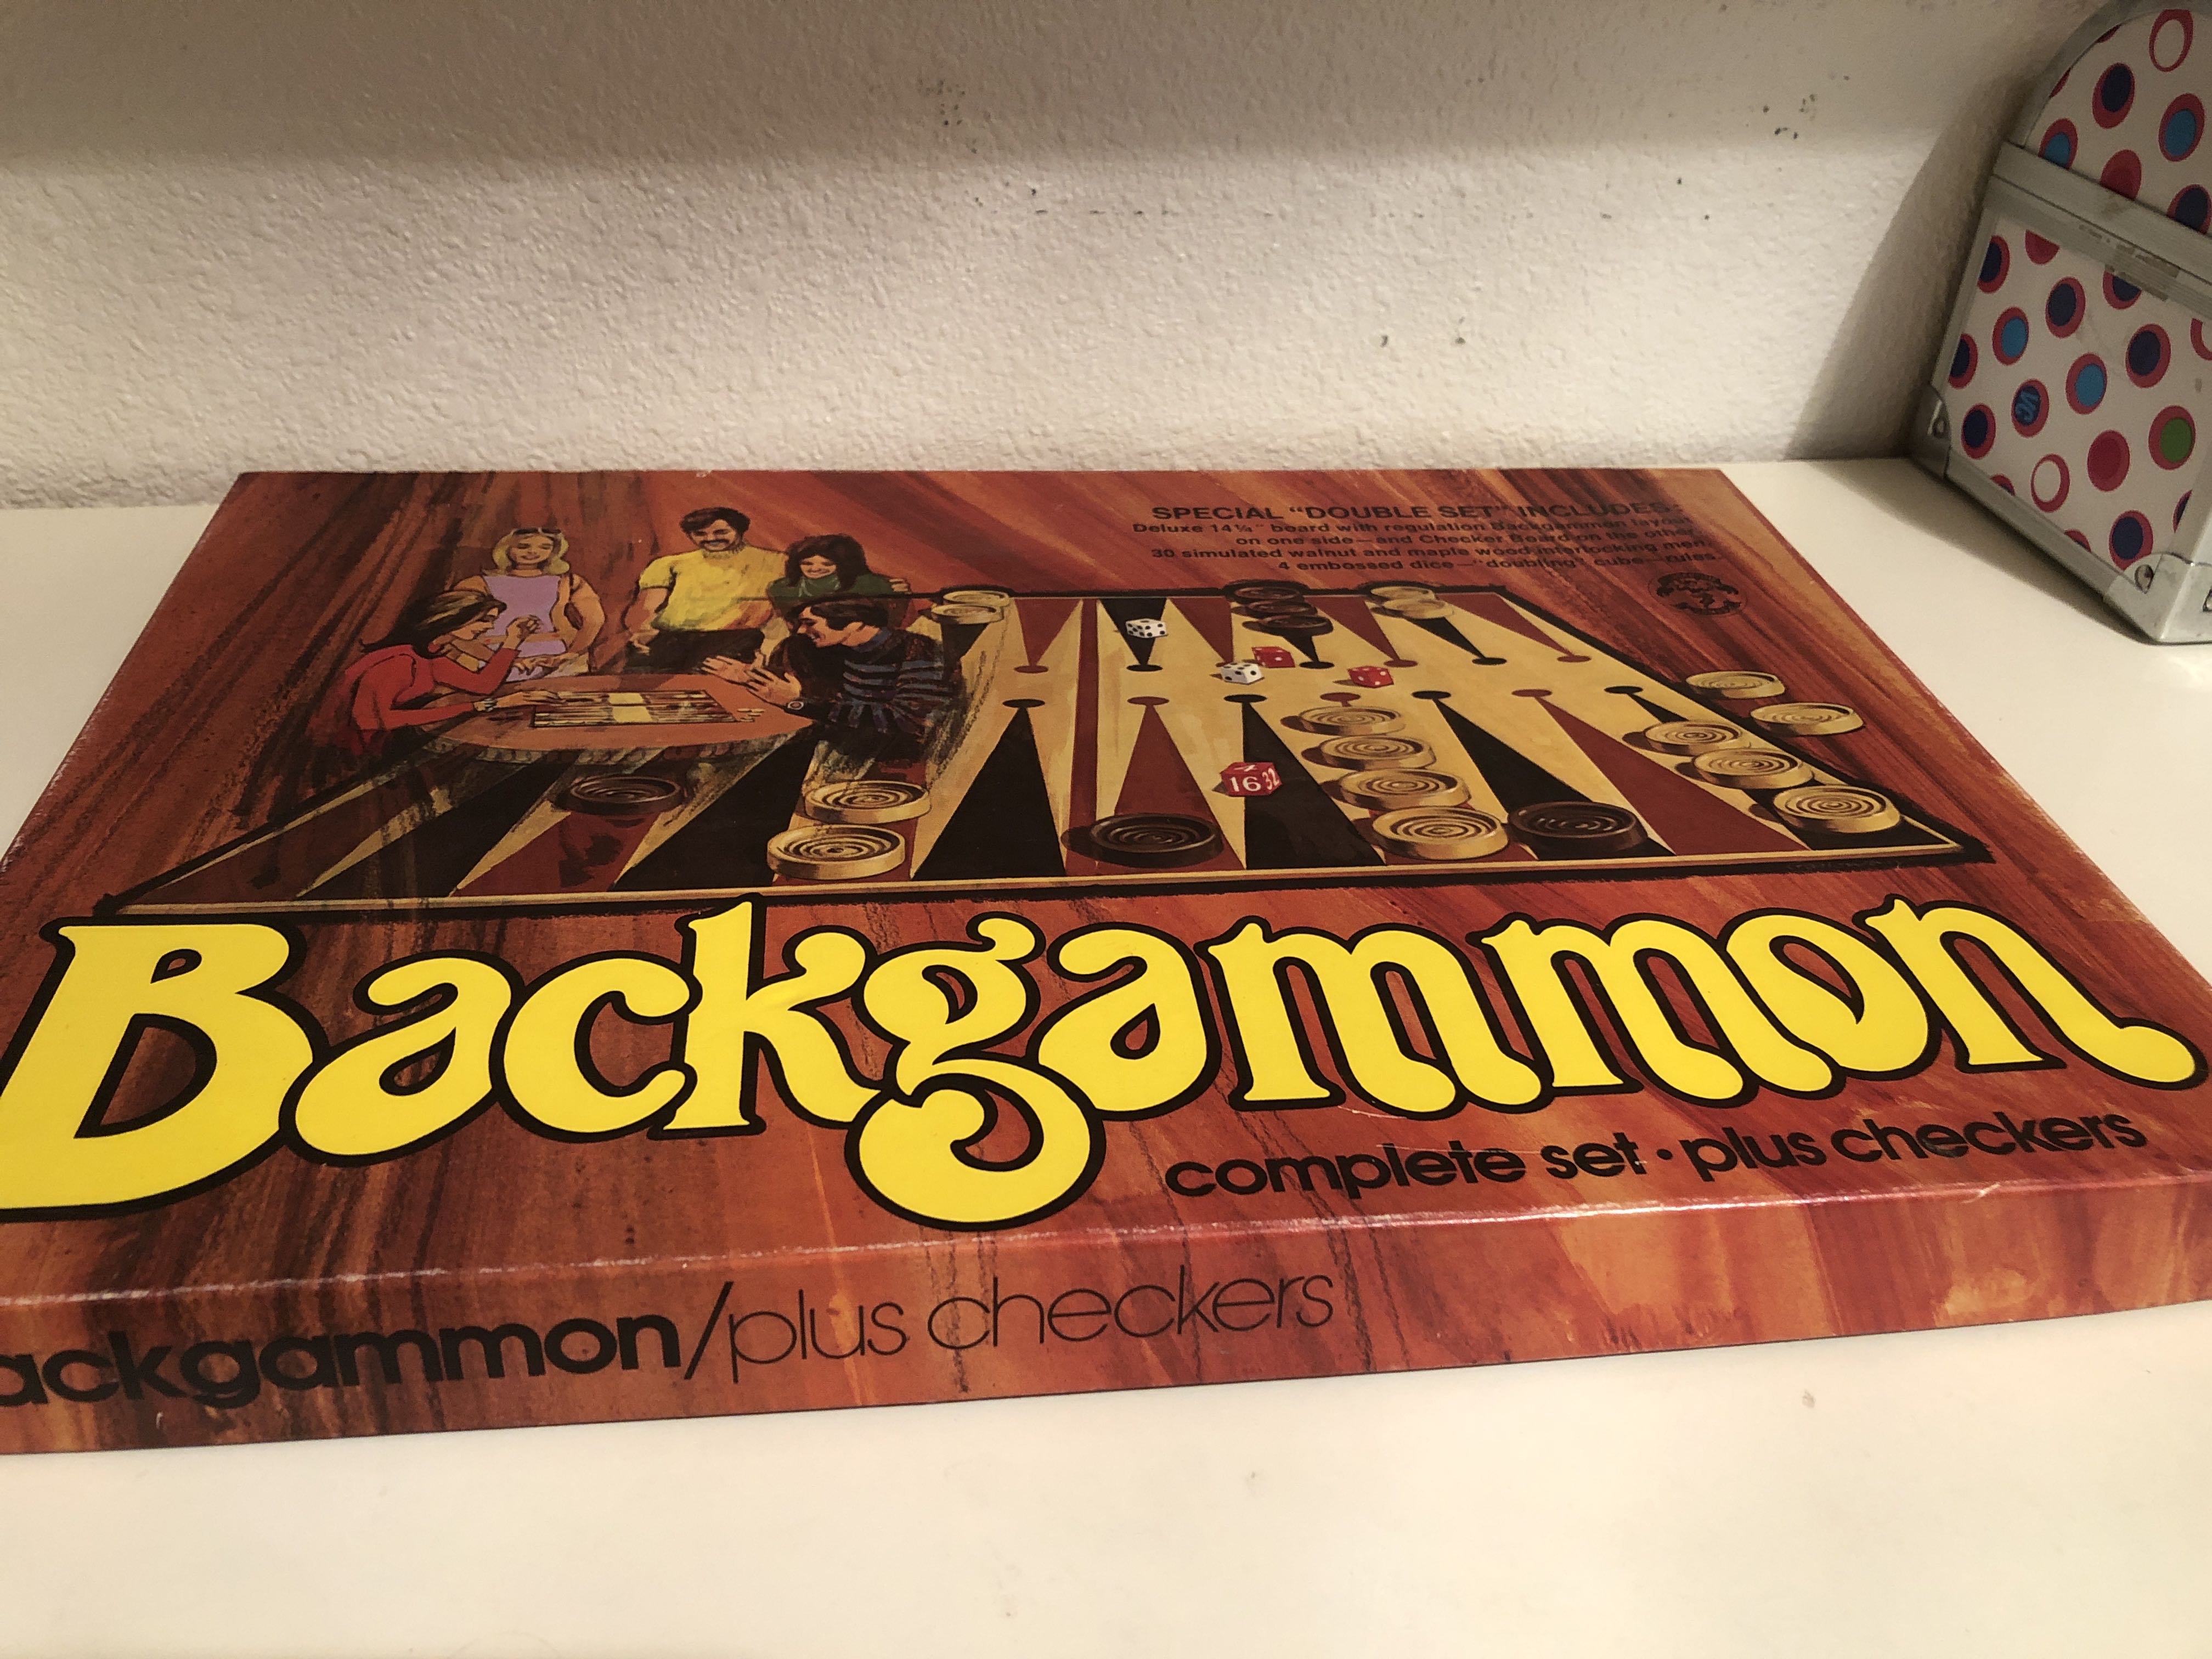 SPECIAL "DOUBLE SET" INCLUDES:
Deluxe 14¼" board with regulation Backgammon layout
on one side—and Checker Board on the other.
30 simulated walnut and maple wood interlocking men.
4 embossed dice—"doubling" cube—rules.
16 32
Backgammon
complete set · plus checkers
ackgammon/plus checkers